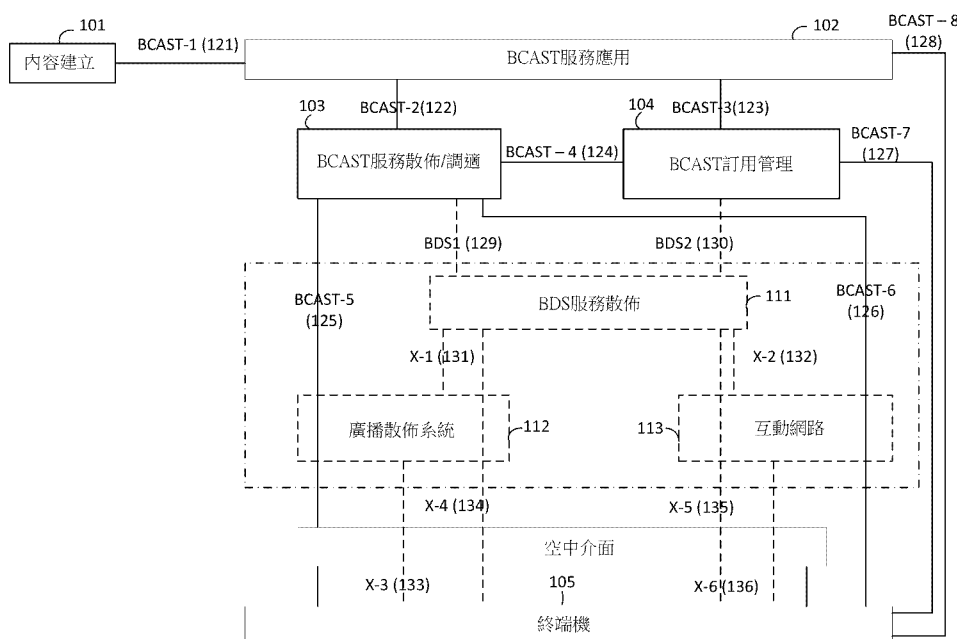 101
BCAST-1 (121)
102
BCAST – 8
(128)
內容建立
BCAST服務應用
103
BCAST-2(122)
104
BCAST-3(123)
BCAST-7
(127)
BCAST服務散佈/調適
BCAST – 4 (124)
BCAST訂用管理
BDS1 (129)
BDS2 (130)
BCAST-5
(125)
BDS服務散佈
111
BCAST-6
(126)
X-1 (131)
X-2 (132)
廣播散佈系統
112
113
互動網路
X-4 (134)
X-5 (135)
空中介面
X-3 (133)
105
X-6 (136)
終端機